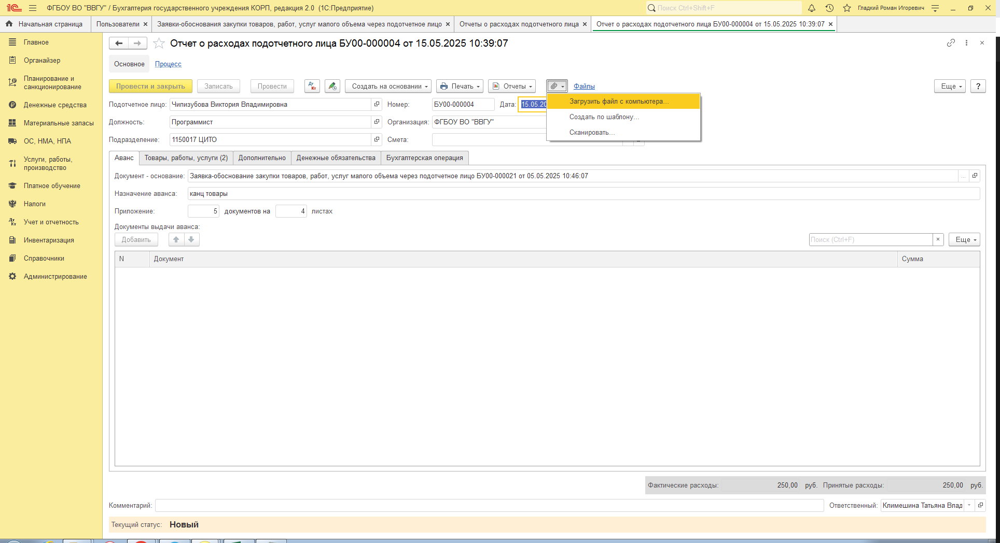 1С ФГБОУ ВО "ВВГУ" / Бухгалтерия государственного учреждения КОРП, редакция 2.0 (1С:Предприятие) Поиск Ctrl+Shift+F Гладкий Роман Игоревич
Начальная страница Пользователи × Заявки-обоснования закупки товаров, работ, услуг малого объема через подотчетное лицо × Отчеты о расходах подотчетного лица × Отчет о расходах подотчетного лица БУ00-000004 от 15.05.2025 10:39:07 ×
Главное
Органайзер
Планирование и
санкционирование
Денежные средства
Материальные запасы
ОС, НМА, НПА
Услуги, работы,
производство
Платное обучение
Налоги
Учет и отчетность
Инвентаризация
Справочники
Администрирование
Отчет о расходах подотчетного лица БУ00-000004 от 15.05.2025 10:39:07
Основное Процесс
Провести и закрыть Записать Провести Дт Кт Создать на основании Печать Отчеты Файлы Еще ?
Загрузить файл с компьютера...
Создать по шаблону...
Сканировать...
Подотчетное лицо: Чипизубова Виктория Владимировна Номер: БУ00-000004 Дата: 15.05.20
Должность: Программист Организация: ФГБОУ ВО "ВВГУ"
Подразделение: 1150017 ЦИТО Смета:
Аванс Товары, работы, услуги (2) Дополнительно Денежные обязательства Бухгалтерская операция
Документ - основание: Заявка-обоснование закупки товаров, работ, услуг малого объема через подотчетное лицо БУ00-000021 от 05.05.2025 10:46:07 ...
Назначение аванса: канц товары
Приложение: 5 документов на 4 листах
Документы выдачи аванса:
Добавить Поиск (Ctrl+F) × Еще
N Документ Сумма
Фактические расходы: 250,00 руб. Принятые расходы: 250,00 руб.
Комментарий: Ответственный: Климешина Татьяна Влад
Текущий статус: Новый